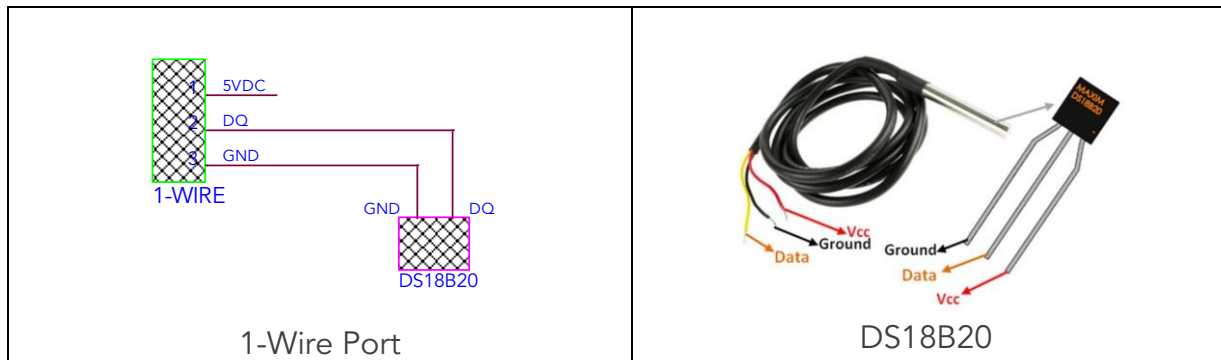 1 5VDC
2 DQ
3 GND
1-WIRE
GND DQ
DS18B20
1-Wire Port
MAXIM
DS18B20
Vcc
Ground
Data
Ground
Data
Vcc
DS18B20